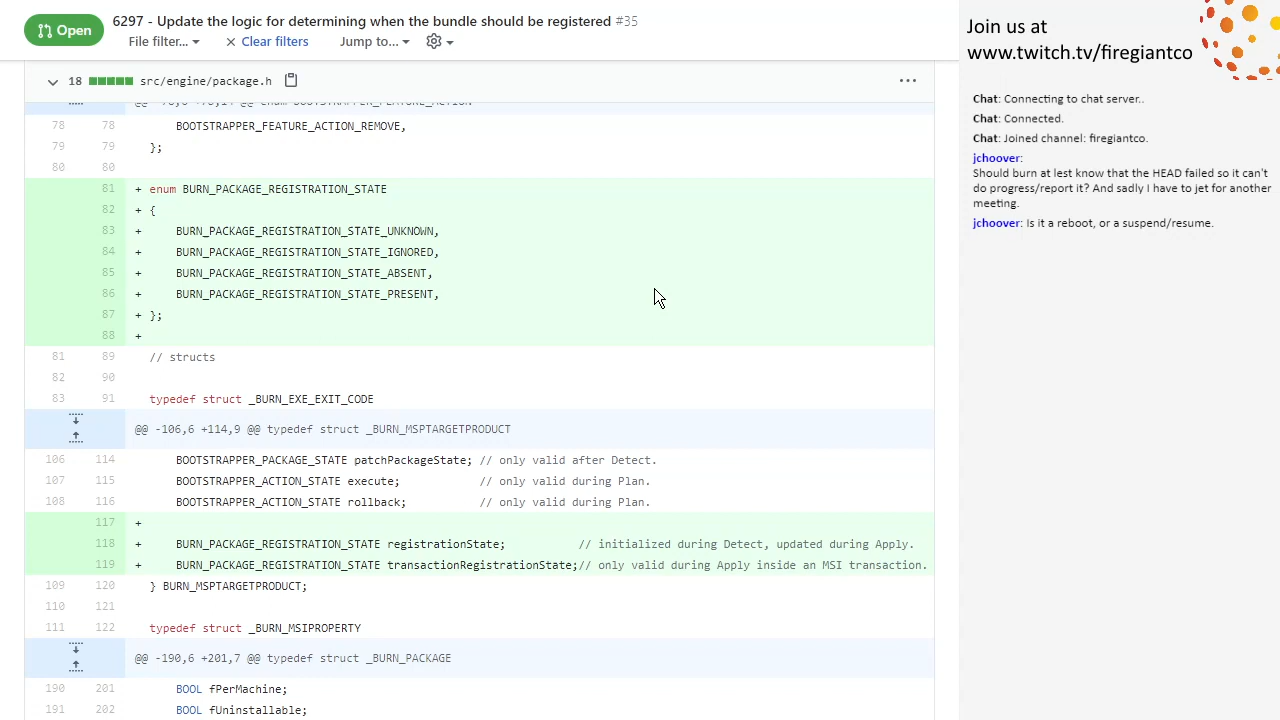 Open
6297 - Update the logic for determining when the bundle should be registered #35
File filter...
Clear filters
Jump to...
18
src/engine/package.h
78 78 BOOTSTRAPPER_FEATURE_ACTION_REMOVE,
79 79 };
80 80
81 + enum BURN_PACKAGE_REGISTRATION_STATE
82 + {
83 + BURN_PACKAGE_REGISTRATION_STATE_UNKNOWN,
84 + BURN_PACKAGE_REGISTRATION_STATE_IGNORED,
85 + BURN_PACKAGE_REGISTRATION_STATE_ABSENT,
86 + BURN_PACKAGE_REGISTRATION_STATE_PRESENT,
87 + };
88 +
81 89 // structs
82 90
83 91 typedef struct _BURN_EXE_EXIT_CODE
@@ -106,6 +114,9 @@ typedef struct _BURN_MSPTARGETPRODUCT
106 114 BOOTSTRAPPER_PACKAGE_STATE patchPackageState; // only valid after Detect.
107 115 BOOTSTRAPPER_ACTION_STATE execute; // only valid during Plan.
108 116 BOOTSTRAPPER_ACTION_STATE rollback; // only valid during Plan.
117 +
118 + BURN_PACKAGE_REGISTRATION_STATE registrationState; // initialized during Detect, updated during Apply.
119 + BURN_PACKAGE_REGISTRATION_STATE transactionRegistrationState;// only valid during Apply inside an MSI transaction.
109 120 } BURN_MSPTARGETPRODUCT;
110 121
111 122 typedef struct _BURN_MSIPROPERTY
@@ -190,6 +201,7 @@ typedef struct _BURN_PACKAGE
190 201 BOOL fPerMachine;
191 202 BOOL fUninstallable;
Join us at
www.twitch.tv/firegiantco
Chat: Connecting to chat server..
Chat: Connected.
Chat: Joined channel: firegiantco.
jchoover:
Should burn at lest know that the HEAD failed so it can't
do progress/report it? And sadly I have to jet for another
meeting.
jchoover: Is it a reboot, or a suspend/resume.